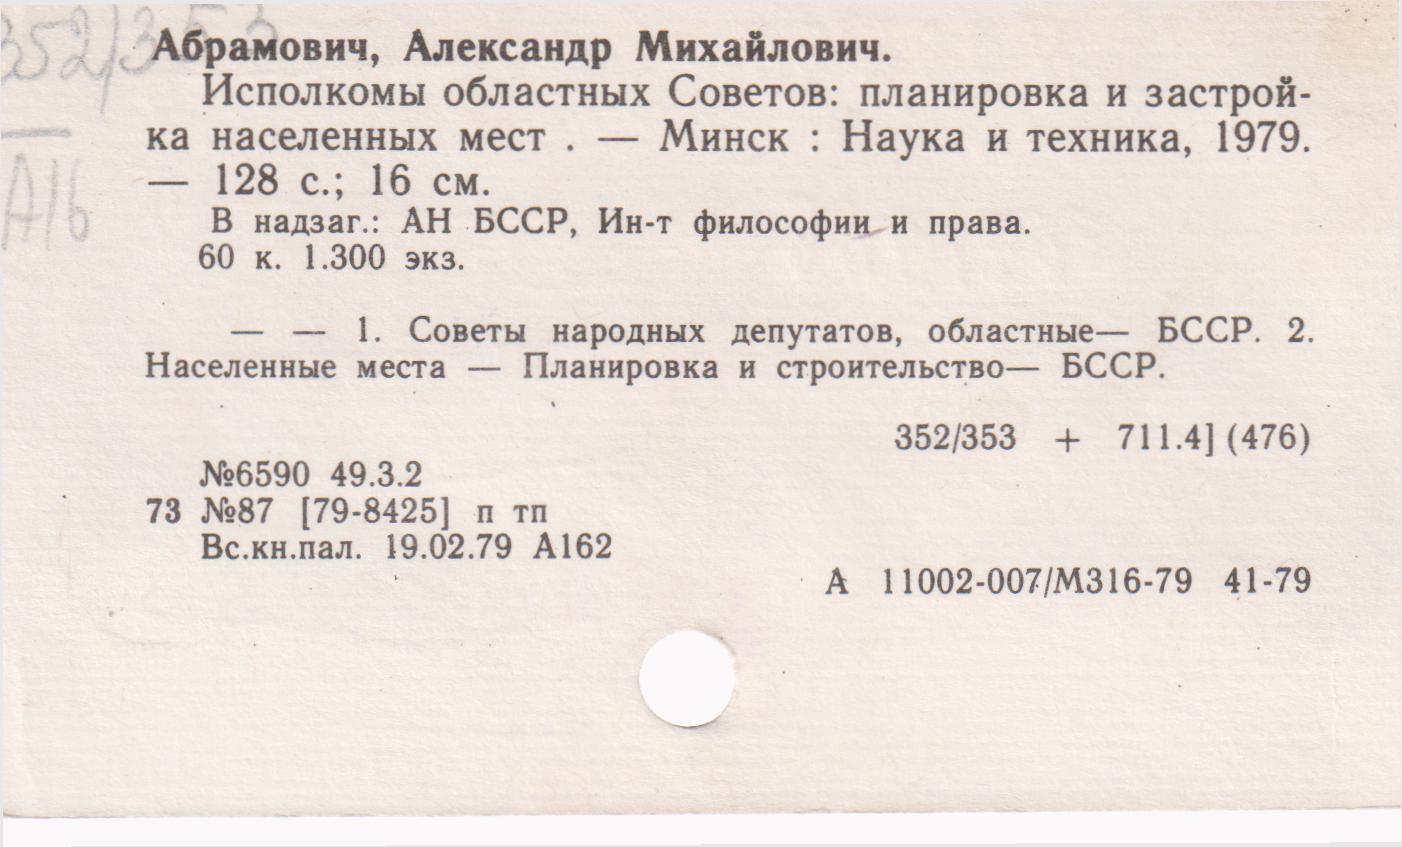 352/353
А16
Абрамович, Александр Михайлович.
Исполкомы областных Советов: планировка и застрой-
ка населенных мест . — Минск : Наука и техника, 1979.
— 128 с.; 16 см.
В надзаг.: АН БССР, Ин-т философии и права.
60 к. 1.300 экз.
— — 1. Советы народных депутатов, областные— БССР. 2.
Населенные места — Планировка и строительство— БССР.
352/353 + 711.4] (476)
№6590 49.3.2
73 №87 [79-8425] п тп
Вс.кн.пал. 19.02.79 А162
А 11002-007/М316-79 41-79